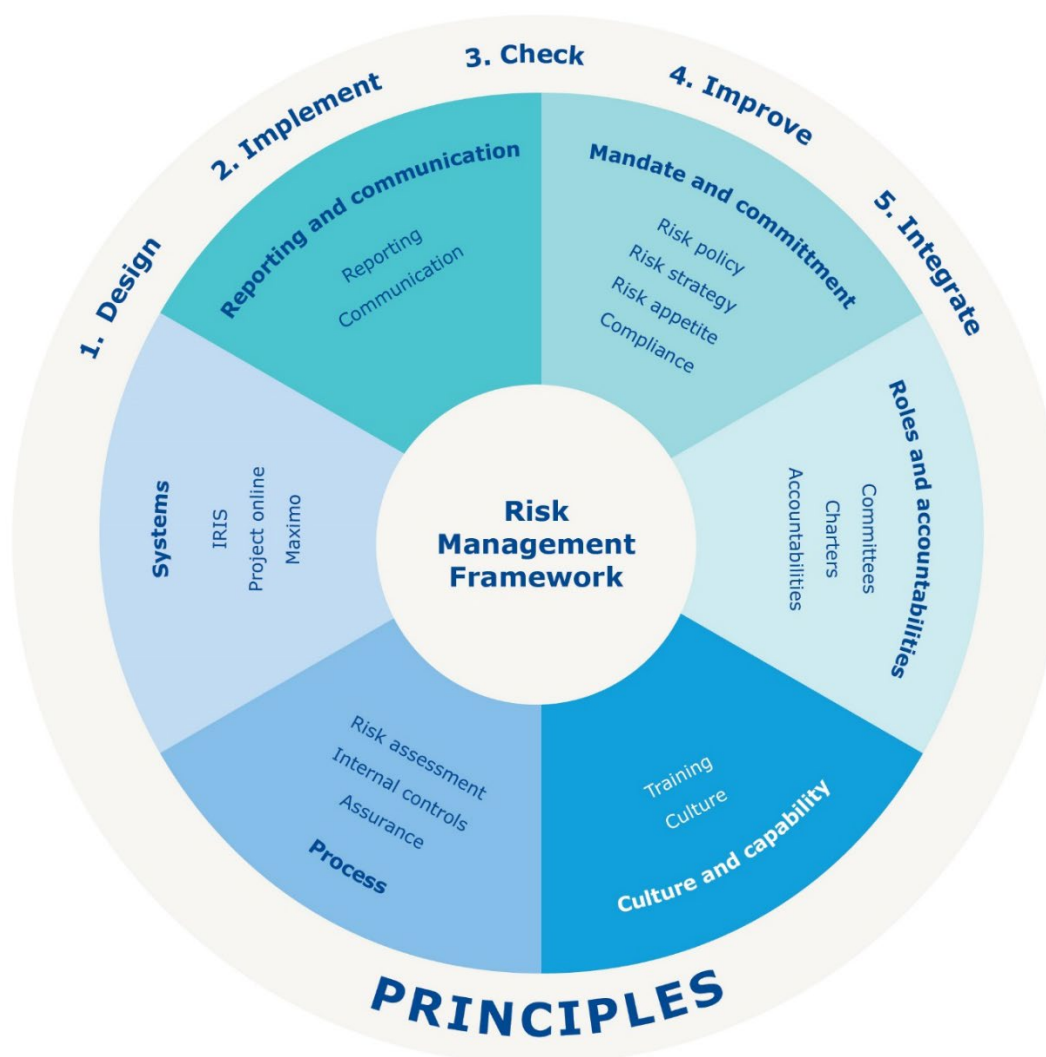 1. Design
2. Implement
3. Check
4. Improve
5. Integrate
Reporting and communication
Reporting
Communication
Mandate and committment
Risk policy
Risk strategy
Risk appetite
Compliance
Roles and accountabilities
Committees
Charters
Accountabilities
Culture and capability
Training
Culture
Process
Risk assessment
Internal controls
Assurance
Systems
IRIS
Project online
Maximo
Risk
Management
Framework
PRINCIPLES